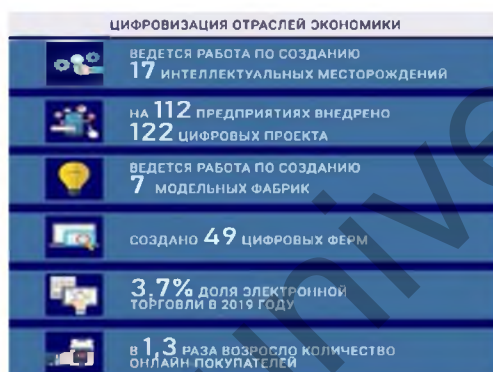 ЦИФРОВИЗАЦИЯ ОТРАСЛЕЙ ЭКОНОМИКИ
ВЕДЕТСЯ РАБОТА ПО СОЗДАНИЮ
17 ИНТЕЛЛЕКТУАЛЬНЫХ МЕСТОРОЖДЕНИЙ
НА 112 ПРЕДПРИЯТИЯХ ВНЕДРЕНО
122 ЦИФРОВЫХ ПРОЕКТА
ВЕДЕТСЯ РАБОТА ПО СОЗДАНИЮ
7 МОДЕЛЬНЫХ ФАБРИК
СОЗДАНО 49 ЦИФРОВЫХ ФЕРМ
3.7% ДОЛЯ ЭЛЕКТРОННОЙ
ТОРГОВЛИ В 2019 ГОДУ
В 1,3 РАЗА ВОЗРОСЛО КОЛИЧЕСТВО
ОНЛАЙН ПОКУПАТЕЛЕЙ